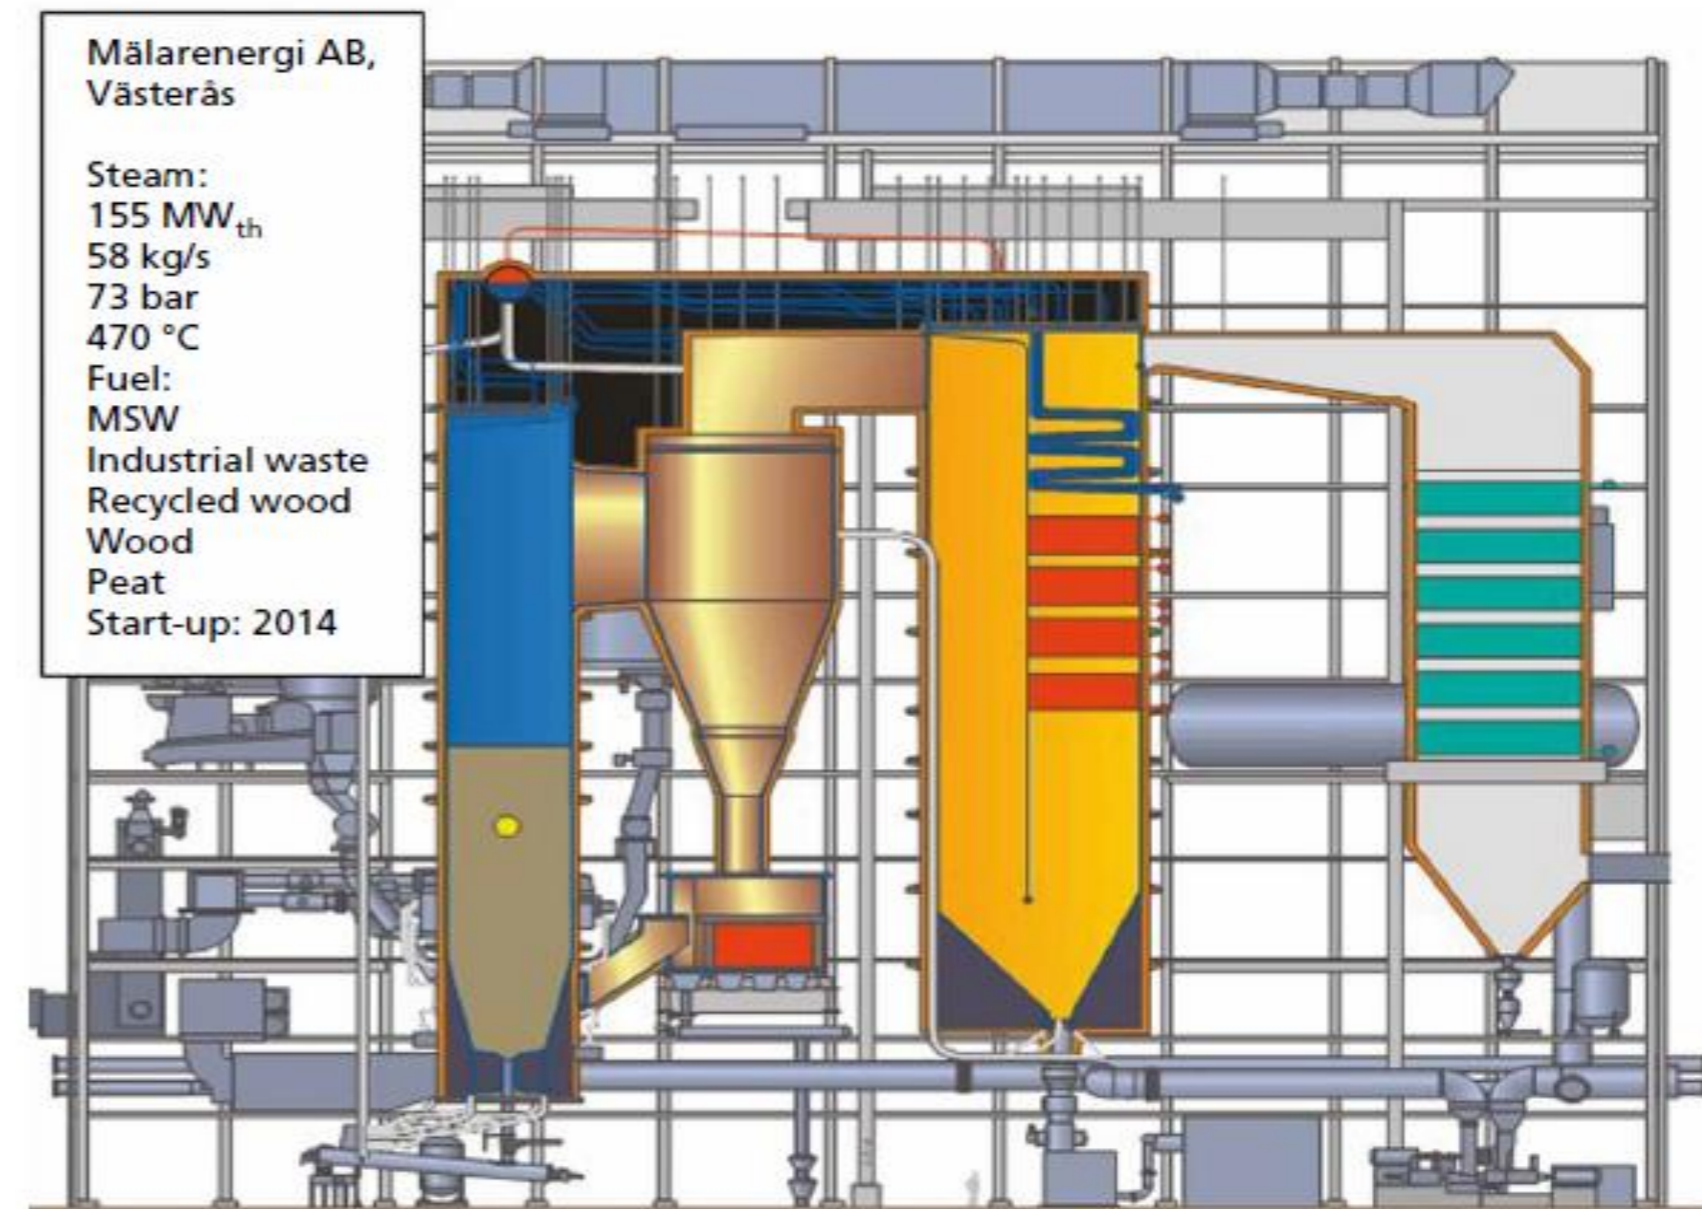 Mälarenergi AB,
Västerås
Steam:
155 MWth
58 kg/s
73 bar
470 °C
Fuel:
MSW
Industrial waste
Recycled wood
Wood
Peat
Start-up: 2014